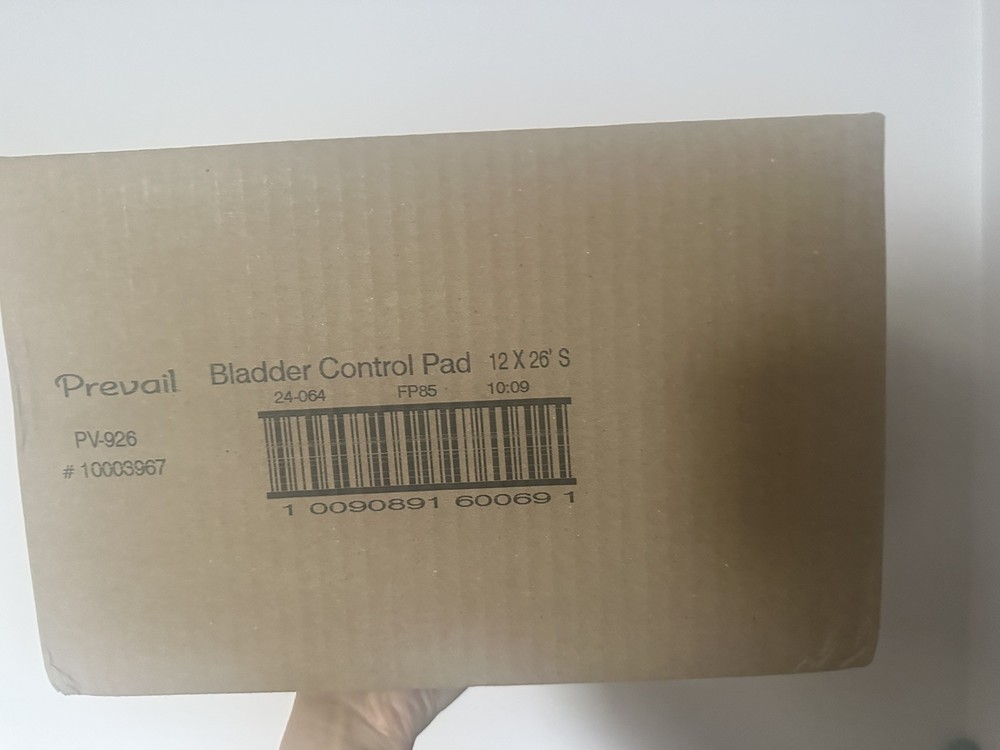 Prevail Bladder Control Pad 12 X 26' S
24-064 FP85 10:09
PV-926
# 10003967
1 0090891 60069 1